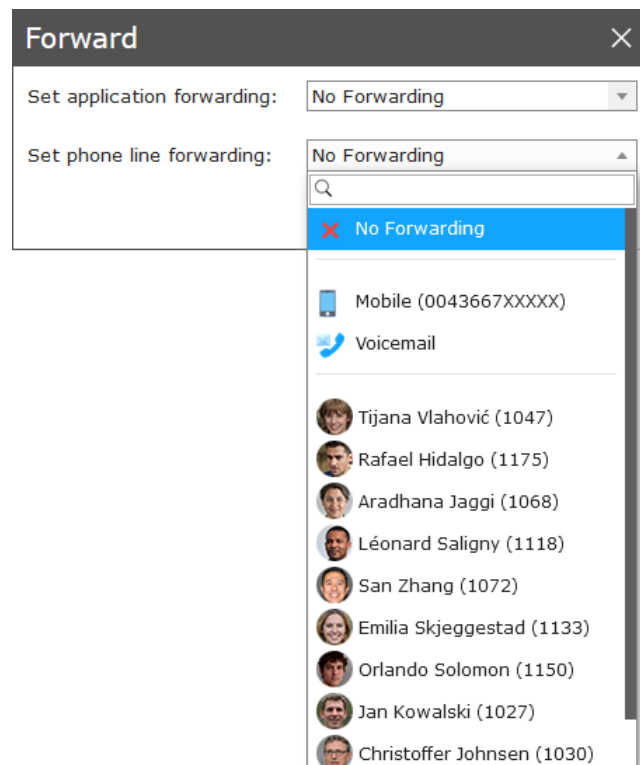 Forward
Set application forwarding: No Forwarding
Set phone line forwarding: No Forwarding
No Forwarding
Mobile (0043667XXXXX)
Voicemail
Tijana Vlahović (1047)
Rafael Hidalgo (1175)
Aradhana Jaggi (1068)
Léonard Saligny (1118)
San Zhang (1072)
Emilia Skjeggestad (1133)
Orlando Solomon (1150)
Jan Kowalski (1027)
Christoffer Johnsen (1030)